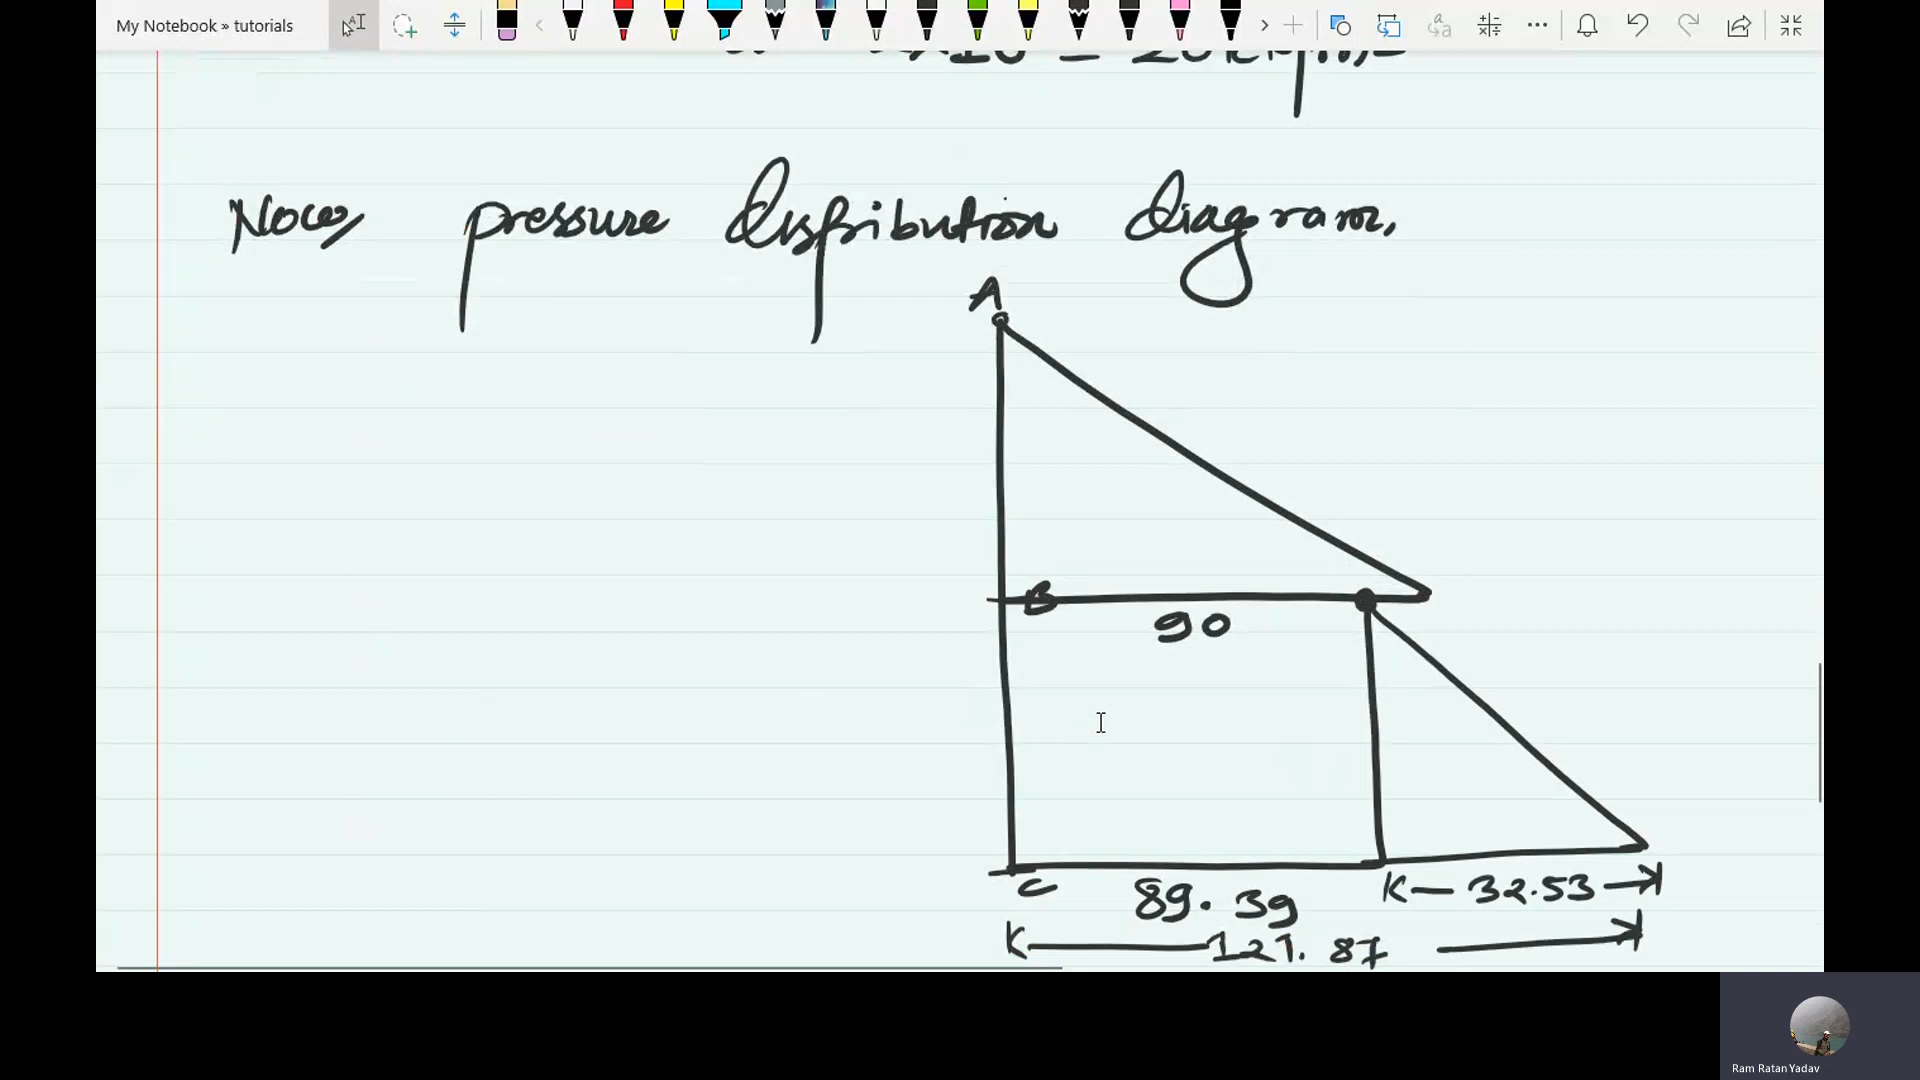 My Notebook » tutorials
Now, pressure distribution diagram,
A
B
90
C
89.39
32.53
121.87
Ram Ratan Yadav